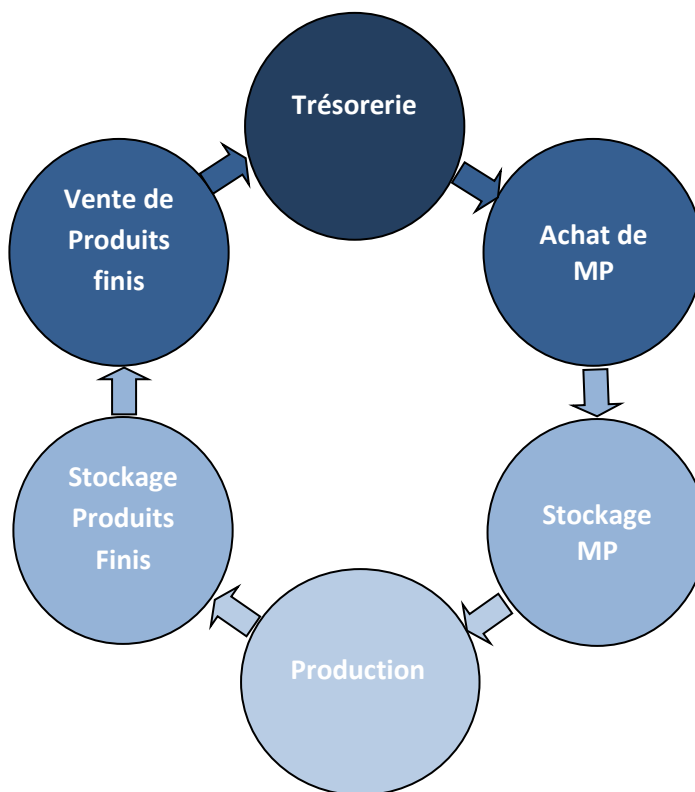 Trésorerie
Achat de
MP
Stockage
MP
Production
Stockage
Produits
Finis
Vente de
Produits
finis